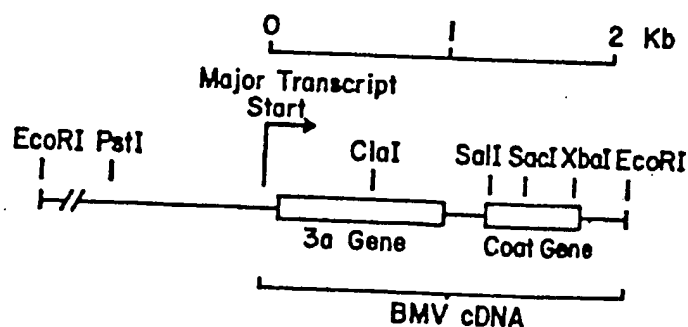 0 1 2 Kb
Major Transcript
Start
EcoRI PstI ClaI SalI SacI XbaI EcoRI
3a Gene Coat Gene
BMV cDNA